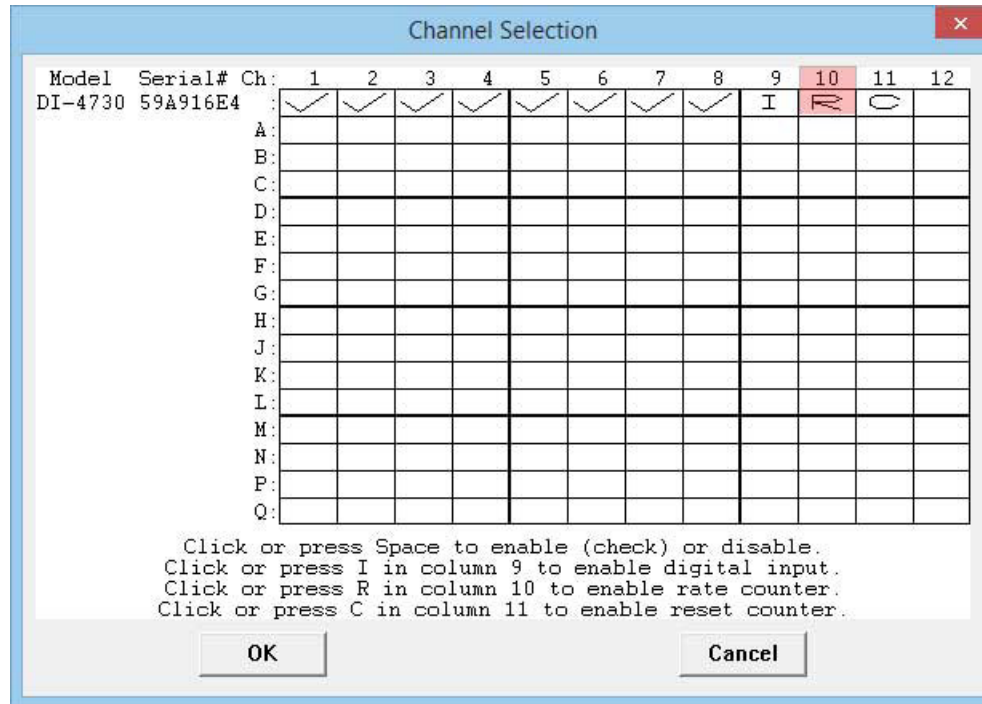 Channel Selection
Model Serial# Ch: 1 2 3 4 5 6 7 8 9 10 11 12
DI-4730 59A916E4 : I R C
A:
B:
C:
D:
E:
F:
G:
H:
J:
K:
L:
M:
N:
P:
Q:
Click or press Space to enable (check) or disable.
Click or press I in column 9 to enable digital input.
Click or press R in column 10 to enable rate counter.
Click or press C in column 11 to enable reset counter.
OK Cancel